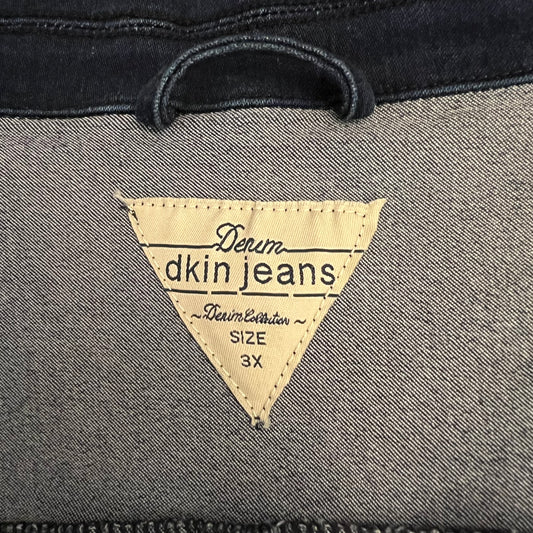 Denim
dkin jeans
~Denim Collection~
SIZE
3X